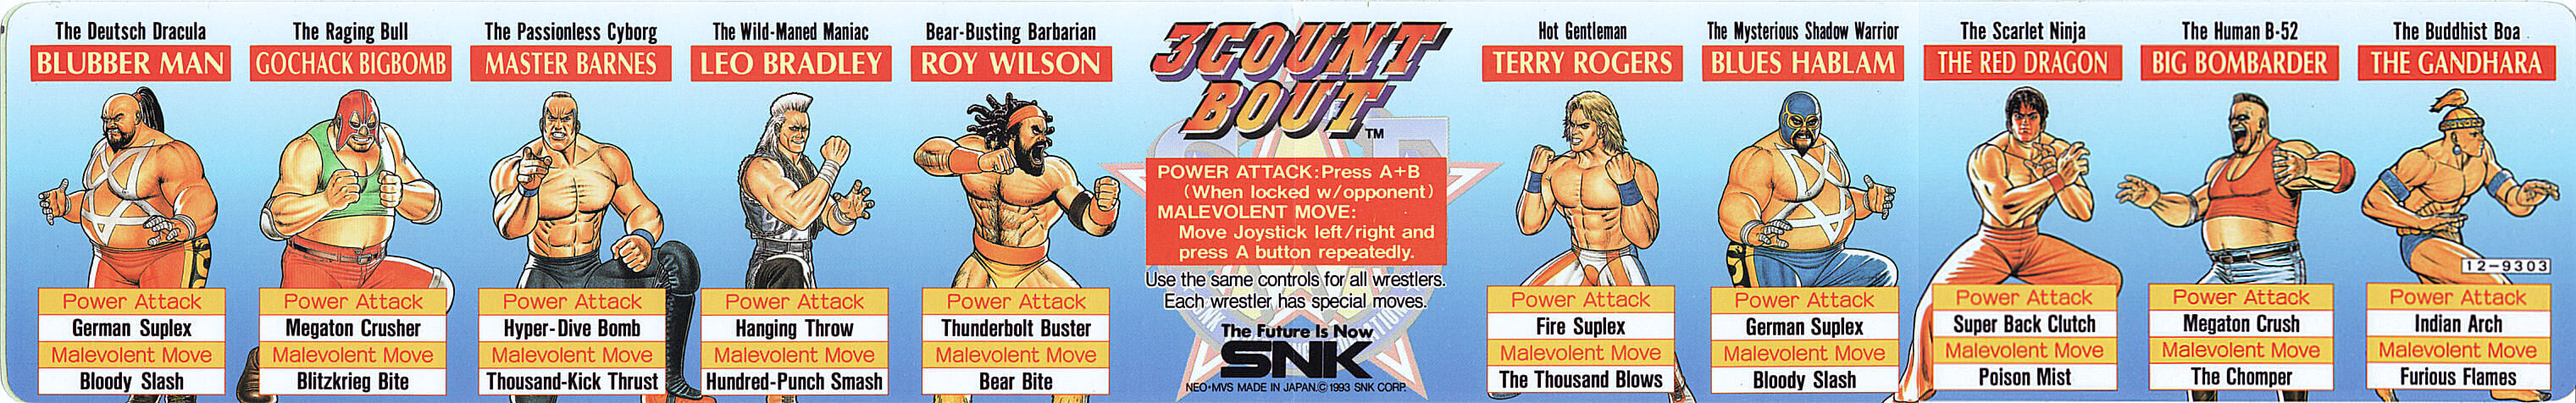 The Deutsch Dracula
BLUBBER MAN
Power Attack
German Suplex
Malevolent Move
Bloody Slash
The Raging Bull
GOCHACK BIGBOMB
Power Attack
Megaton Crusher
Malevolent Move
Blitzkrieg Bite
The Passionless Cyborg
MASTER BARNES
Power Attack
Hyper-Dive Bomb
Malevolent Move
Thousand-Kick Thrust
The Wild-Maned Maniac
LEO BRADLEY
Power Attack
Hanging Throw
Malevolent Move
Hundred-Punch Smash
Bear-Busting Barbarian
ROY WILSON
Power Attack
Thunderbolt Buster
Malevolent Move
Bear Bite
3 COUNT
BOUT TM
POWER ATTACK:Press A+B
(When locked w/opponent)
MALEVOLENT MOVE:
Move Joystick left/right and
press A button repeatedly.
Use the same controls for all wrestlers.
Each wrestler has special moves.
The Future Is Now
SNK
NEO•MVS MADE IN JAPAN.© 1993 SNK CORP.
Hot Gentleman
TERRY ROGERS
Power Attack
Fire Suplex
Malevolent Move
The Thousand Blows
The Mysterious Shadow Warrior
BLUES HABLAM
Power Attack
German Suplex
Malevolent Move
Bloody Slash
The Scarlet Ninja
THE RED DRAGON
Power Attack
Super Back Clutch
Malevolent Move
Poison Mist
The Human B-52
BIG BOMBARDER
Power Attack
Megaton Crush
Malevolent Move
The Chomper
The Buddhist Boa
THE GANDHARA
12-9303
Power Attack
Indian Arch
Malevolent Move
Furious Flames